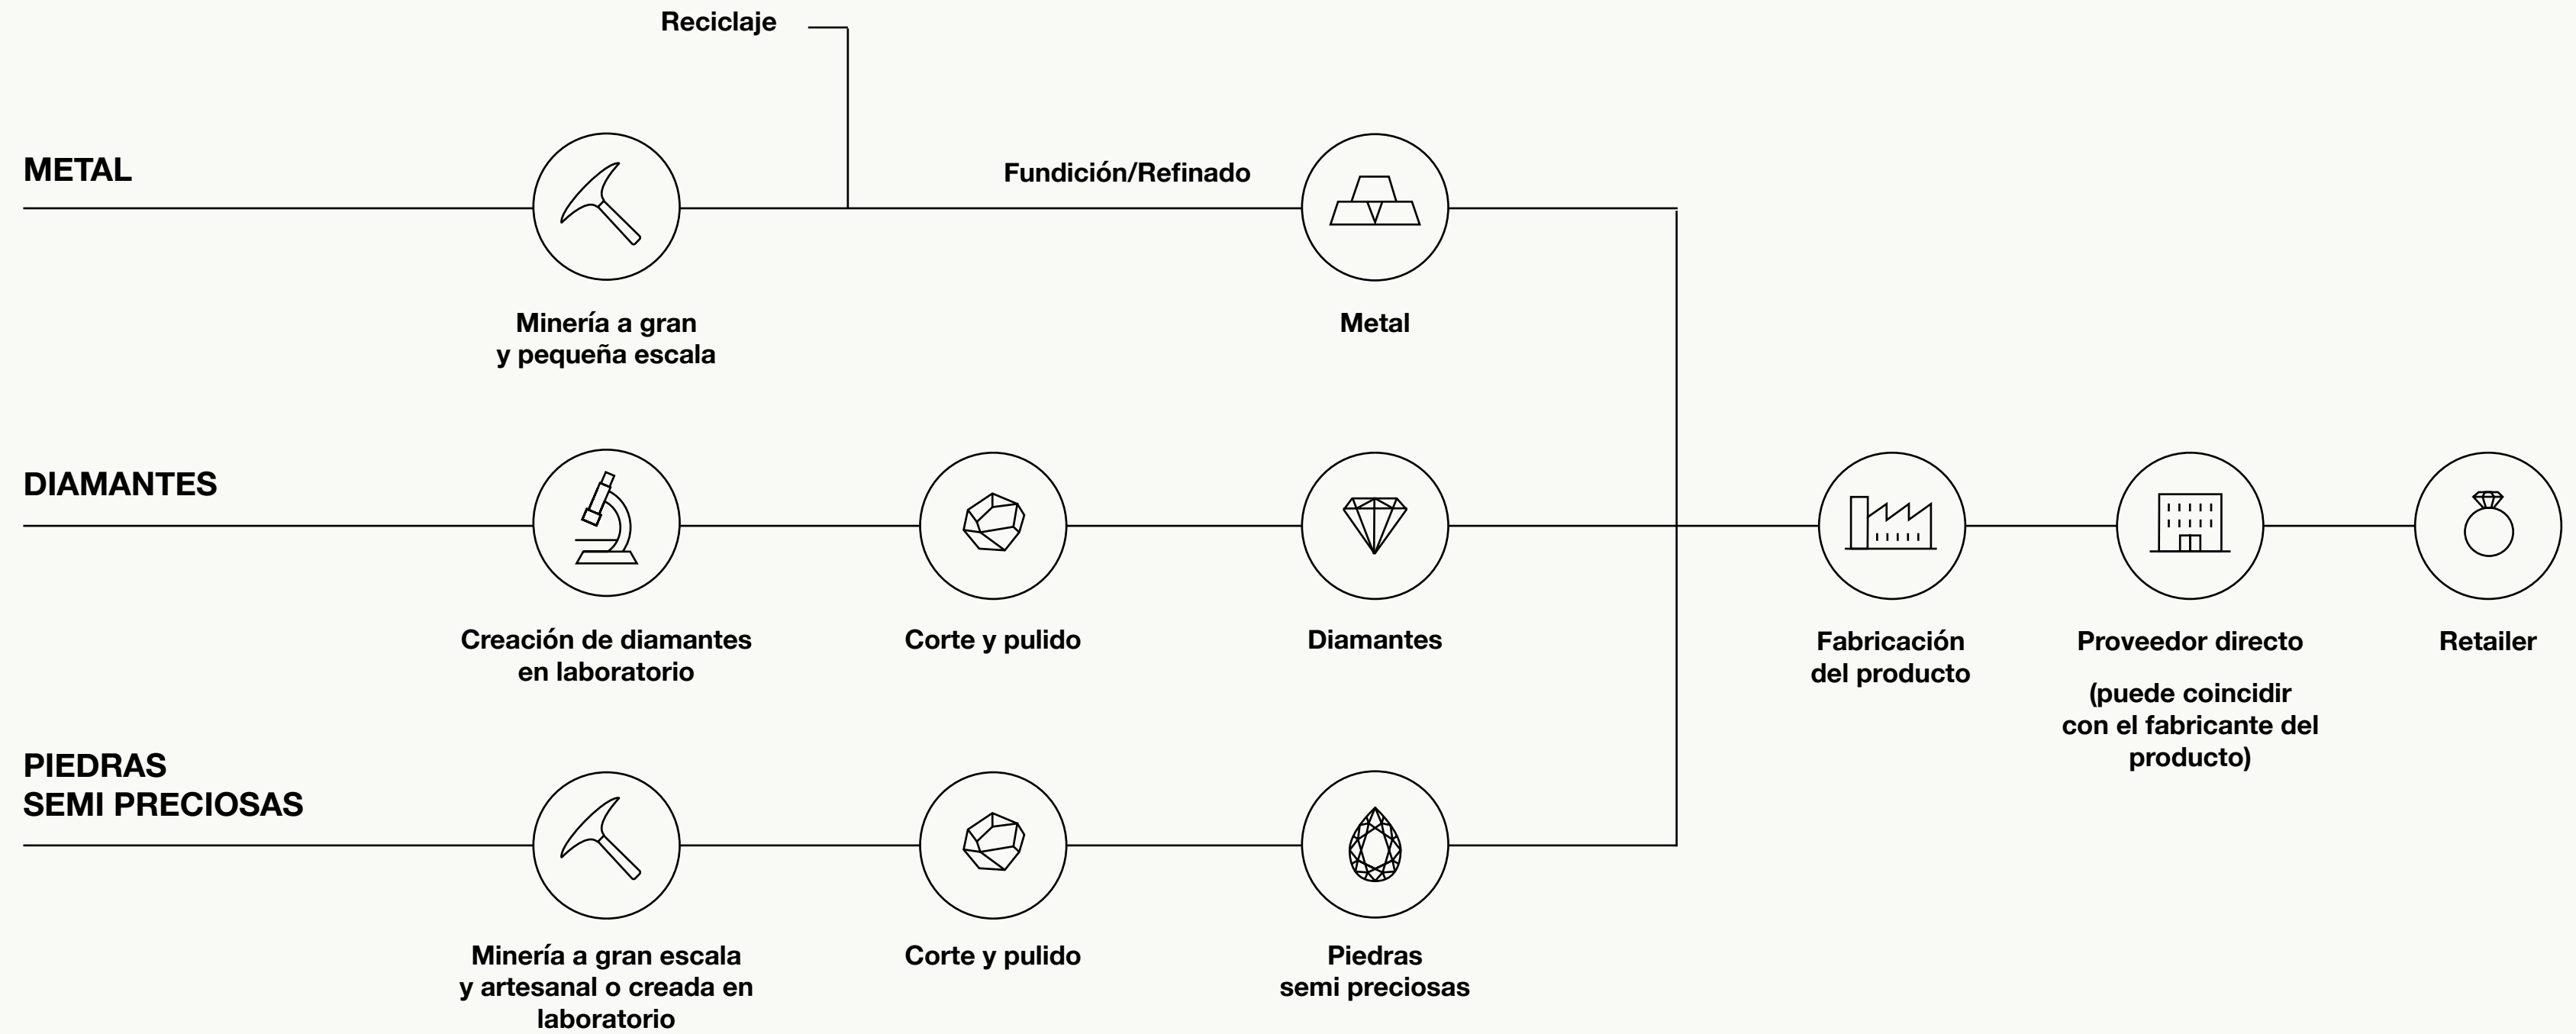 Reciclaje
METAL
Fundición/Refinado
Minería a gran
y pequeña escala
Metal
DIAMANTES
Creación de diamantes
en laboratorio
Corte y pulido
Diamantes
Fabricación
del producto
Proveedor directo
(puede coincidir
con el fabricante del
producto)
Retailer
PIEDRAS
SEMI PRECIOSAS
Minería a gran escala
y artesanal o creada en
laboratorio
Corte y pulido
Piedras
semi preciosas